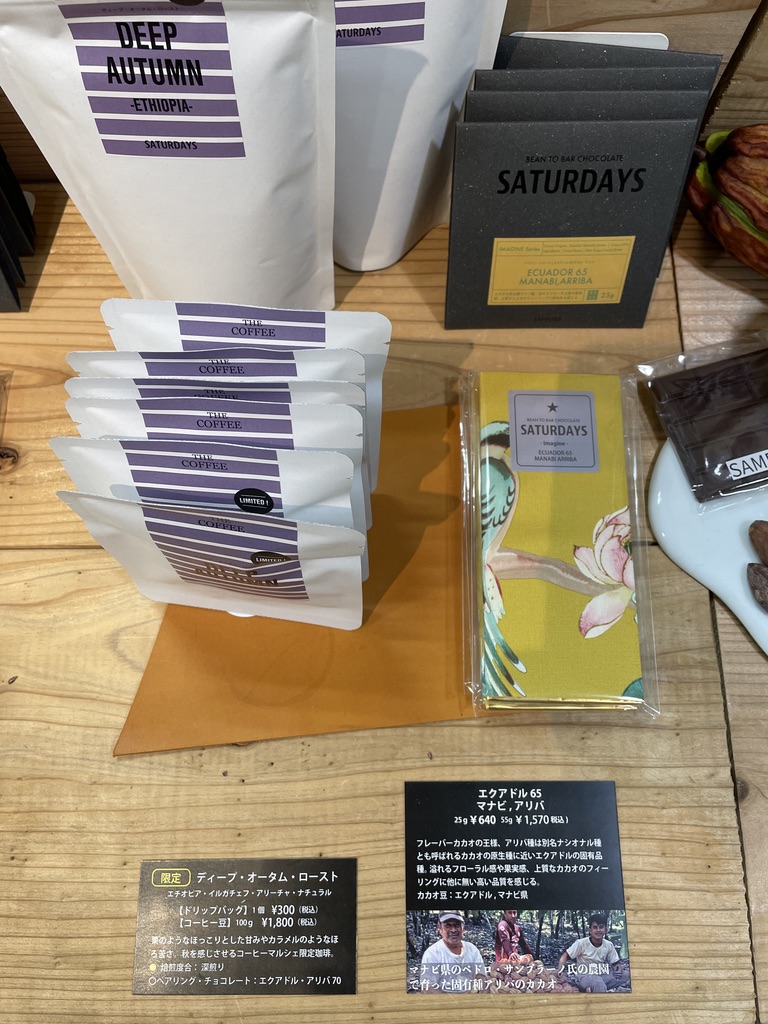 DEEP
AUTUMN
-ETHIOPIA-
SATURDAYS
SATURDAYS
BEAN TO BAR CHOCOLATE
SATURDAYS
IMAGINE Series
ECUADOR 65
MANABI,ARRIBA
25g
THE
COFFEE
THE
COFFEE
THE
COFFEE
THE
COFFEE
THE
COFFEE
LIMITED !
COFFEE
LIMITED !
BEAN TO BAR CHOCOLATE
SATURDAYS
- Imagine -
ECUADOR 65
MANABI ARRIBA
エクアドル 65
マナビ , アリバ
25g ¥640 55g ¥1,570 税込)
フレーバーカカオの王様、アリバ種は別名ナシオナル種
とも呼ばれるカカオの原生種に近いエクアドルの固有品
種。溢れるフローラル感や果実感、上質なカカオのフィー
リングに他に無い高い品質を感じる。
カカオ豆：エクアドル , マナビ県
マナビ県のペドロ・サンブラーノ氏の農園
で育った固有種アリバのカカオ
限定 ディープ・オータム・ロースト
エチオピア・イルガチェフ・アリーチャ・ナチュラル
【ドリップバッグ】1 個 ¥300（税込）
【コーヒー豆】100g ¥1,800（税込）
栗のようなほっこりとした甘みやカラメルのようなほ
ろ苦さ。秋を感じさせるコーヒーマルシェ限定珈琲。
焙煎度合：深煎り
○ペアリング・チョコレート：エクアドル・アリバ 70